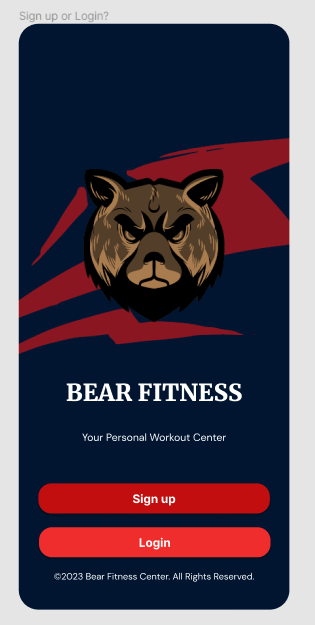 Sign up or Login?
BEAR FITNESS
Your Personal Workout Center
Sign up
Login
©2023 Bear Fitness Center. All Rights Reserved.